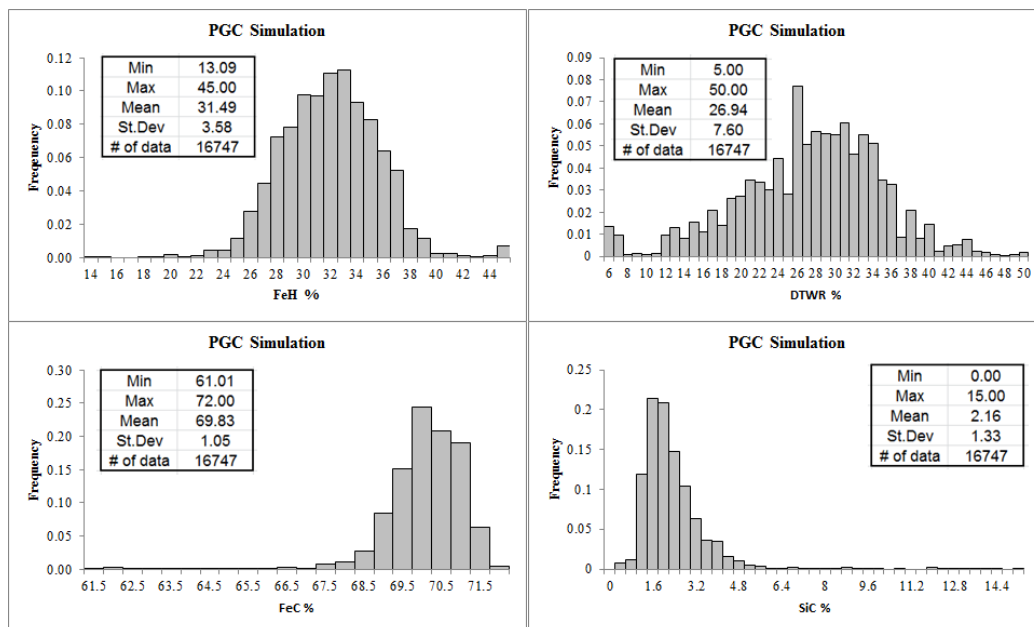 PGC Simulation
Freqeuency
0.12
0.10
0.08
0.06
0.04
0.02
0.00
Min 13.09
Max 45.00
Mean 31.49
St.Dev 3.58
# of data 16747
14 16 18 20 22 24 26 28 30 32 34 36 38 40 42 44
FeH %
PGC Simulation
Frequency
0.09
0.08
0.07
0.06
0.05
0.04
0.03
0.02
0.01
0
Min 5.00
Max 50.00
Mean 26.94
St.Dev 7.60
# of data 16747
6 8 10 12 14 16 18 20 22 24 26 28 30 32 34 36 38 40 42 44 46 48 50
DTWR %
PGC Simulation
Frequency
0.30
0.25
0.20
0.15
0.10
0.05
0.00
Min 61.01
Max 72.00
Mean 69.83
St.Dev 1.05
# of data 16747
61.5 62.5 63.5 64.5 65.5 66.5 67.5 68.5 69.5 70.5 71.5
FeC %
PGC Simulation
Frequency
0.25
0.2
0.15
0.1
0.05
0
Min 0.00
Max 15.00
Mean 2.16
St.Dev 1.33
# of data 16747
0 1.6 3.2 4.8 6.4 8 9.6 11.2 12.8 14.4
SiC %